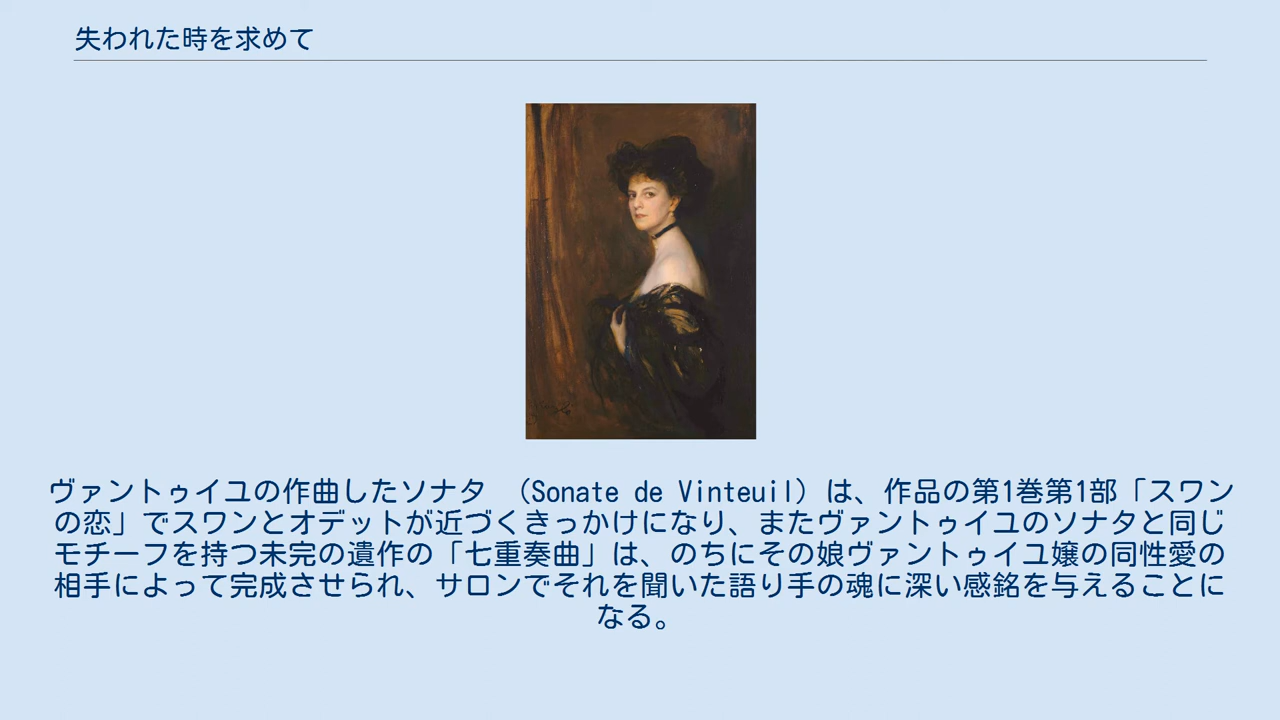 失われた時を求めて
ヴァントゥイユの作曲したソナタ （Sonate de Vinteuil）は、作品の第1巻第1部「スワン
の恋」でスワンとオデットが近づくきっかけになり、またヴァントゥイユのソナタと同じ
モチーフを持つ未完の遺作の「七重奏曲」は、のちにその娘ヴァントゥイユ嬢の同性愛の
相手によって完成させられ、サロンでそれを聞いた語り手の魂に深い感銘を与えることに
なる。